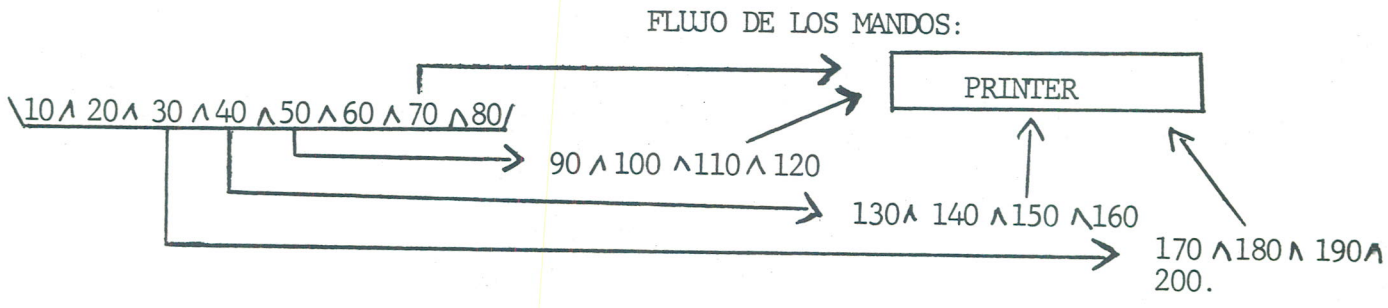 FLUJO DE LOS MANDOS:
PRINTER
\10 ∧ 20 ∧ 30 ∧ 40 ∧ 50 ∧ 60 ∧ 70 ∧ 80/
90 ∧ 100 ∧ 110 ∧ 120
130 ∧ 140 ∧ 150 ∧ 160
170 ∧ 180 ∧ 190 ∧
200.